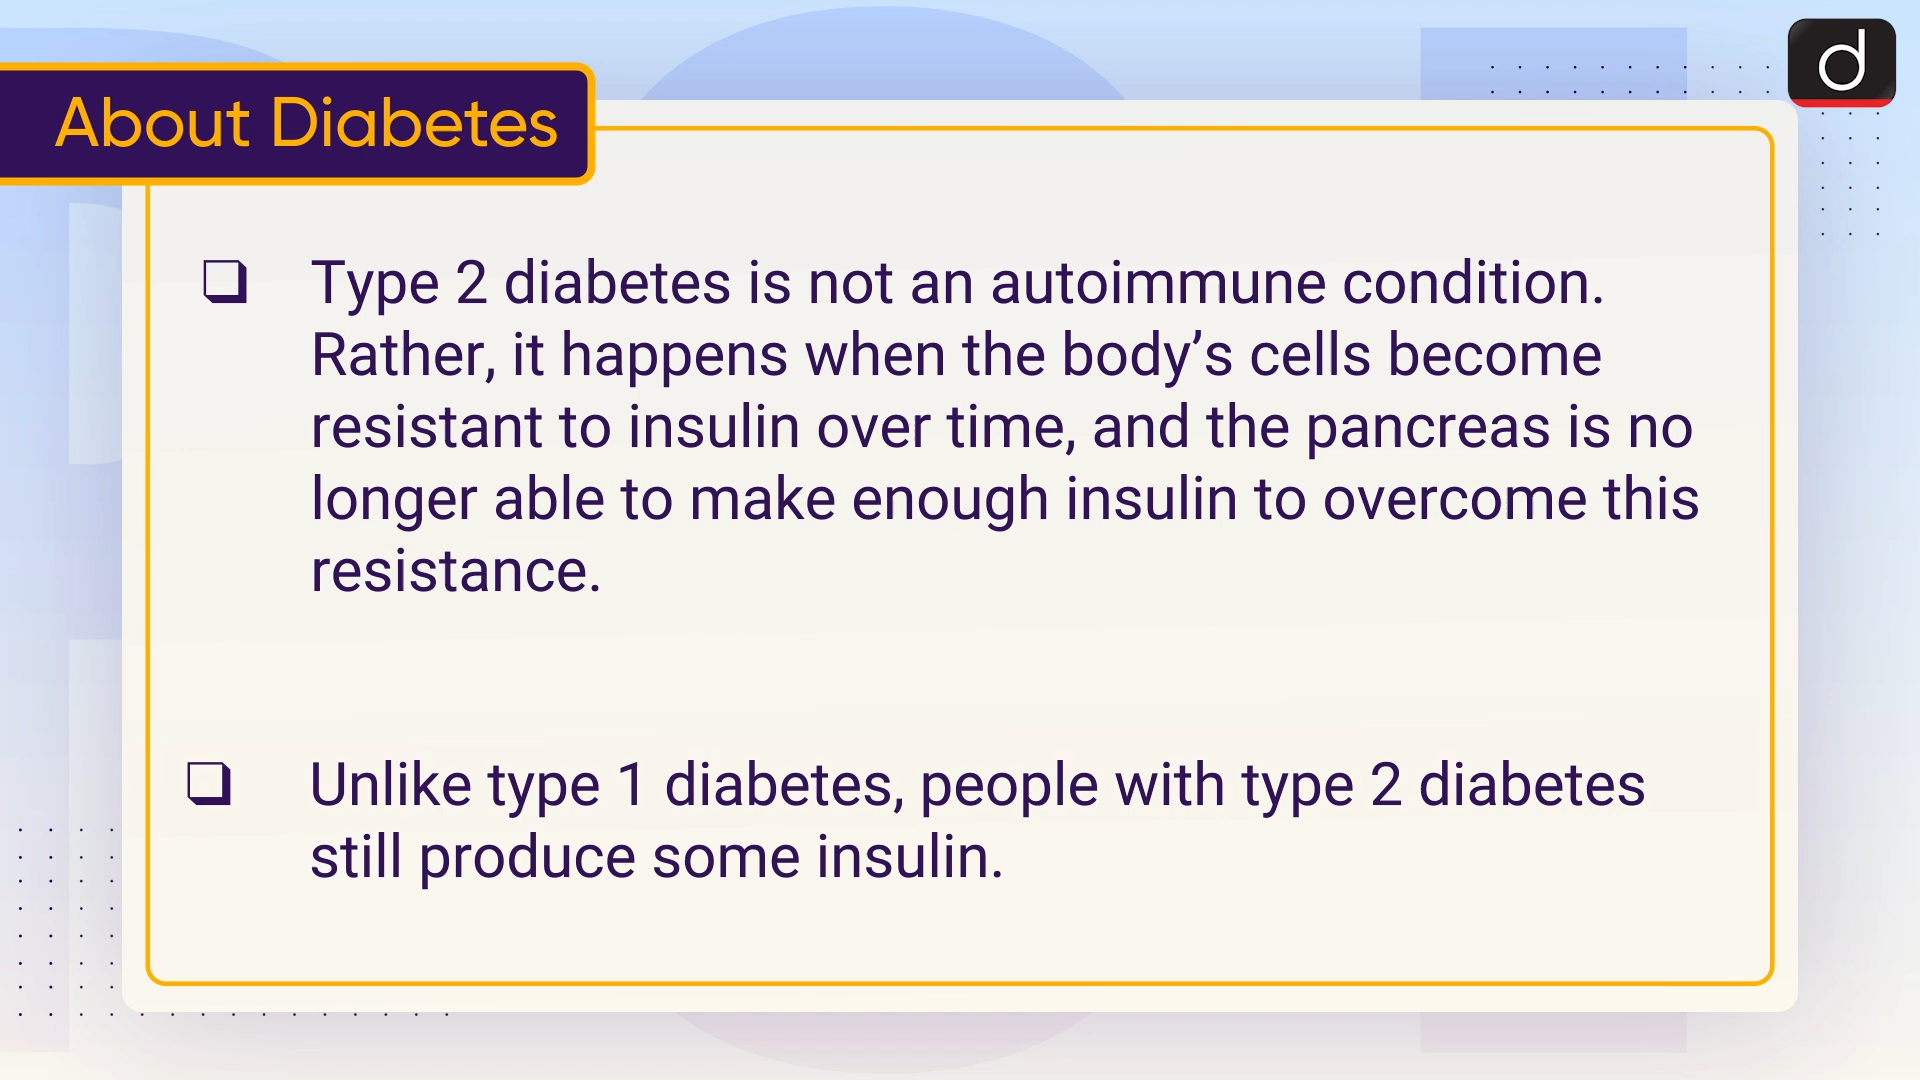 d
About Diabetes
❑ Type 2 diabetes is not an autoimmune condition.
Rather, it happens when the body’s cells become
resistant to insulin over time, and the pancreas is no
longer able to make enough insulin to overcome this
resistance.
❑ Unlike type 1 diabetes, people with type 2 diabetes
still produce some insulin.